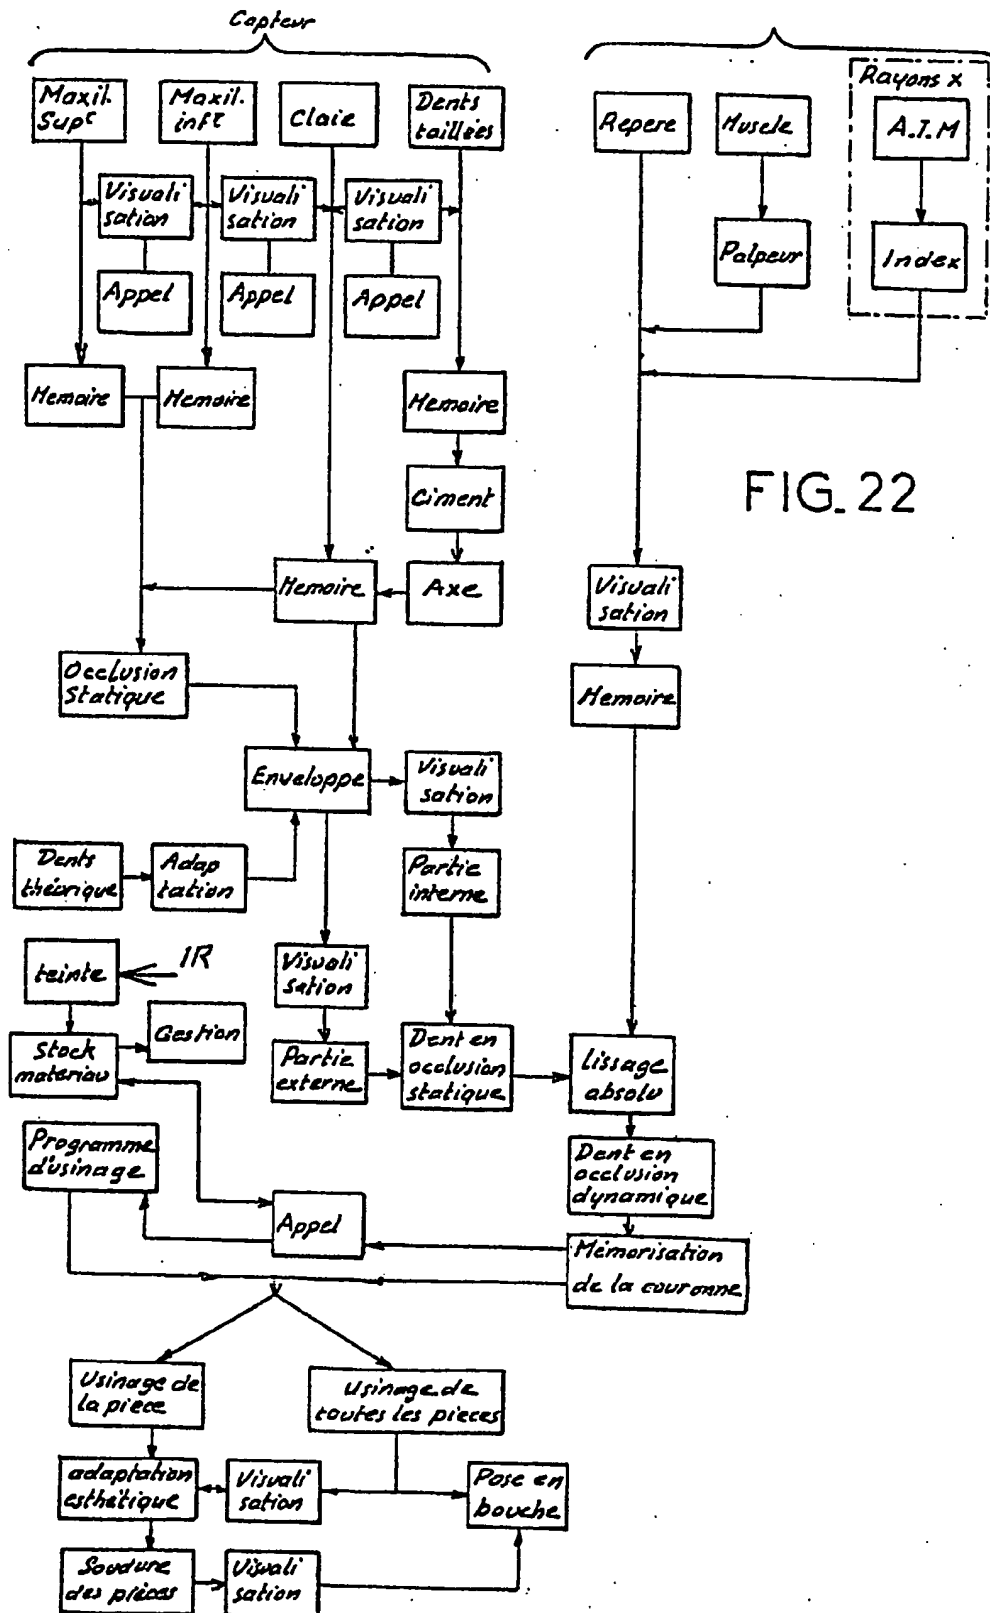 Capteur
Maxil.
Supr
Maxil.
infr
Claie
Dents
taillées
Repere
Muscle
Rayons x
A.T.M
Visuali
sation
Visuali
sation
Visuali
sation
Palpeur
Index
Appel
Appel
Appel
Memoire
Memoire
Memoire
Ciment
FIG. 22
Memoire
Axe
Visuali
sation
Occlusion
Statique
Memoire
Enveloppe
Visuali
sation
Dents
théorique
Adap
tation
Partie
interne
teinte
IR
Visuali
sation
Stock
materiau
Gestion
Partie
externe
Dent en
occlusion
statique
lissage
absolu
Programme
d'usinage
Dent en
occlusion
dynamique
Appel
Mémorisation
de la couronne
Usinage de
la piece
Usinage de
toutes les pieces
adaptation
esthétique
Visuali
sation
Pose en
bouche
Soudure
des pièces
Visuali
sation